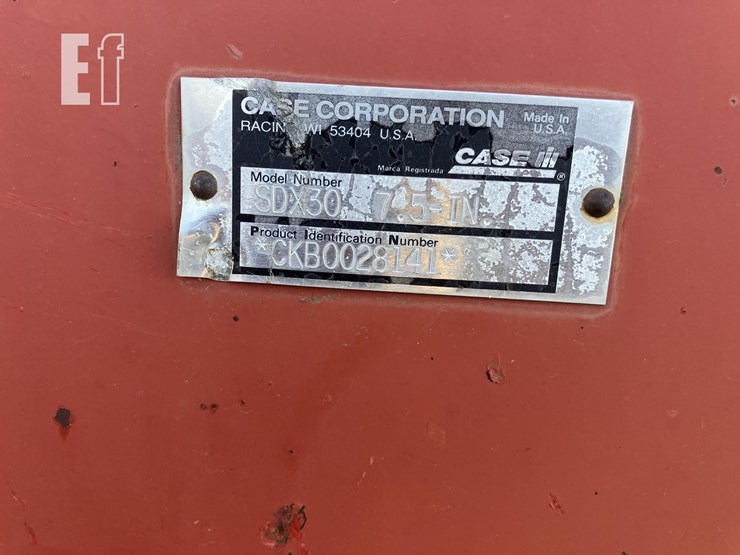 Ef
CASE CORPORATION
Made In
RACINE WI 53404 U.S.A.
U.S.A.
CASE IH
Marca Registrada
®
Model Number
SDX30 7.5 IN
Product Identification Number
*CKB0028141*